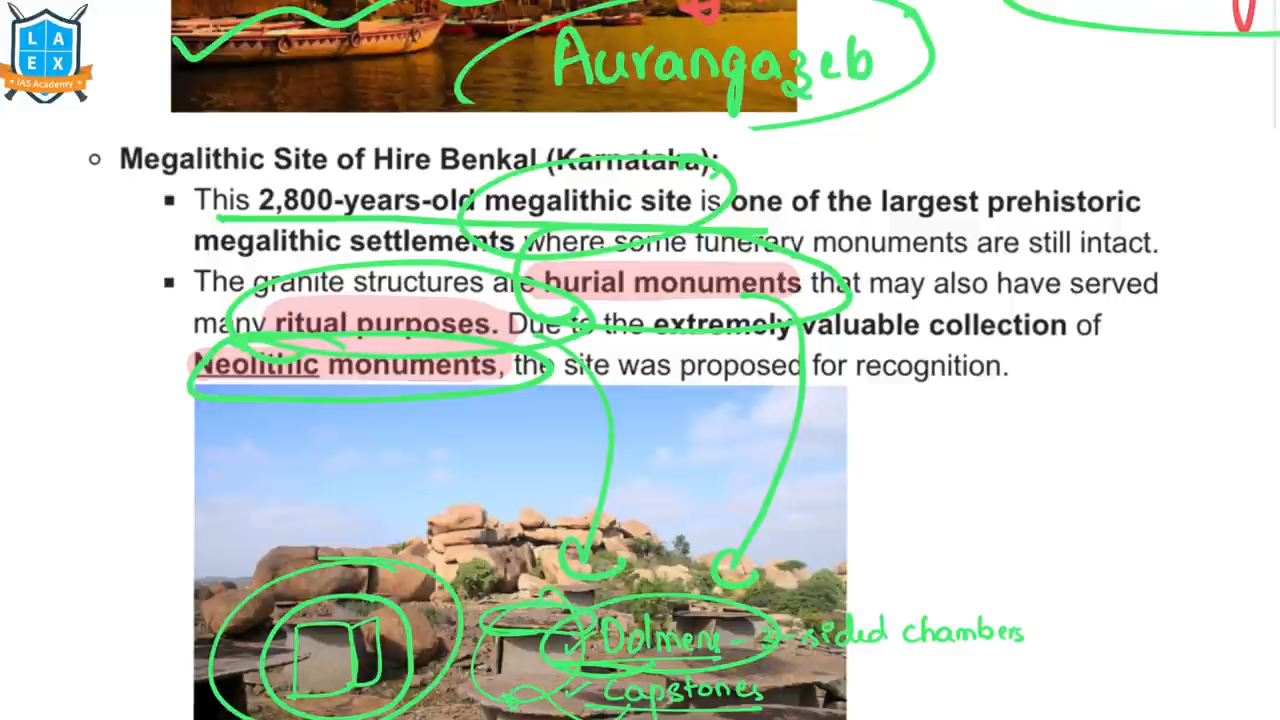 L A
E X
IAS Academy
Aurangazeb
Megalithic Site of Hire Benkal (Karnataka):
This 2,800-years-old megalithic site is one of the largest prehistoric
megalithic settlements where some funerary monuments are still intact.
The granite structures are burial monuments that may also have served
many ritual purposes. Due to the extremely valuable collection of
Neolithic monuments, the site was proposed for recognition.
Dolmens - 3-sided chambers
Capstones